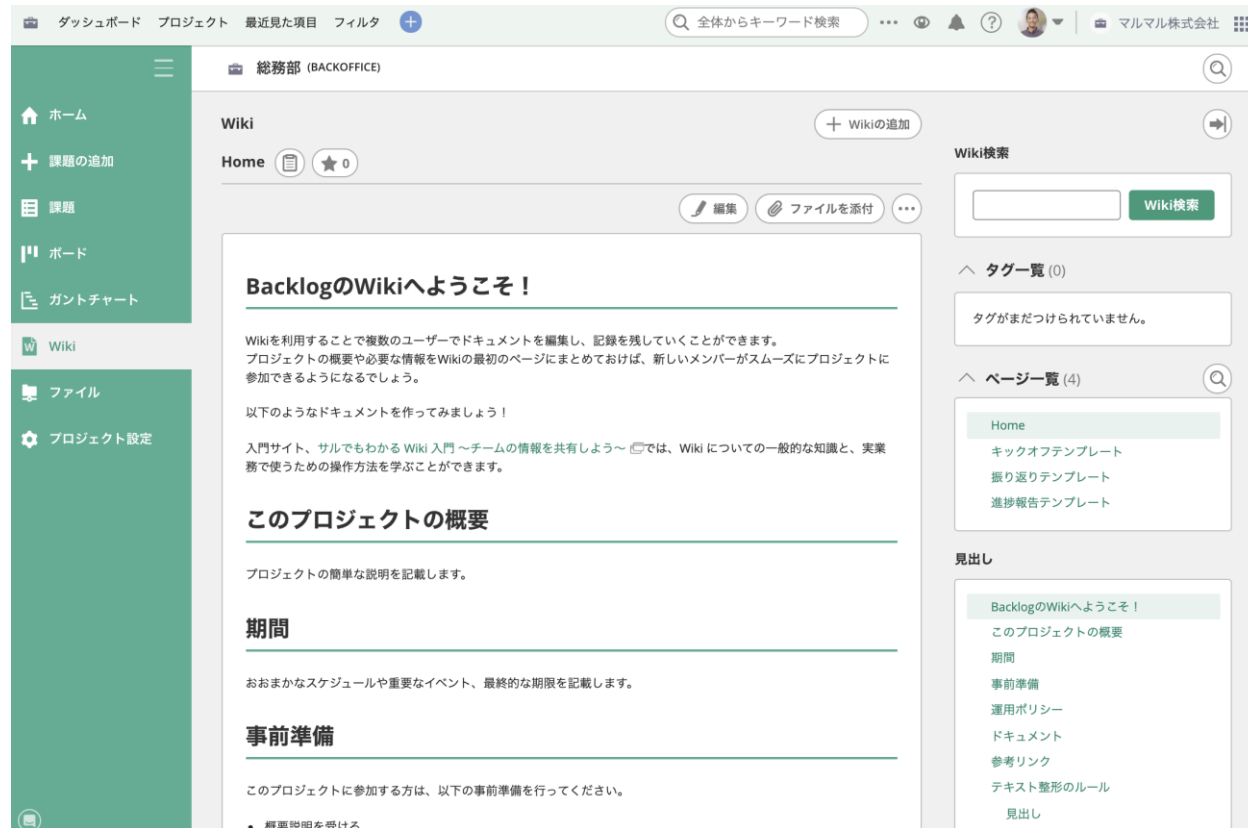 ダッシュボード プロジェクト 最近見た項目 フィルタ 全体からキーワード検索 マルマル株式会社
総務部 (BACKOFFICE)
ホーム
課題の追加
課題
ボード
ガントチャート
Wiki
ファイル
プロジェクト設定
Wiki
Wikiの追加
Home 0
編集 ファイルを添付
BacklogのWikiへようこそ！
Wikiを利用することで複数のユーザーでドキュメントを編集し、記録を残していくことができます。
プロジェクトの概要や必要な情報をWikiの最初のページにまとめておけば、新しいメンバーがスムーズにプロジェクトに
参加できるようになるでしょう。
以下のようなドキュメントを作ってみましょう！
入門サイト、サルでもわかる Wiki 入門 〜チームの情報を共有しよう〜 では、Wiki についての一般的な知識と、実業
務で使うための操作方法を学ぶことができます。
このプロジェクトの概要
プロジェクトの簡単な説明を記載します。
期間
おおまかなスケジュールや重要なイベント、最終的な期限を記載します。
事前準備
このプロジェクトに参加する方は、以下の事前準備を行ってください。
• 概要説明を受ける
Wiki検索
Wiki検索
タグ一覧 (0)
タグがまだつけられていません。
ページ一覧 (4)
Home
キックオフテンプレート
振り返りテンプレート
進捗報告テンプレート
見出し
BacklogのWikiへようこそ！
このプロジェクトの概要
期間
事前準備
運用ポリシー
ドキュメント
参考リンク
テキスト整形のルール
見出し